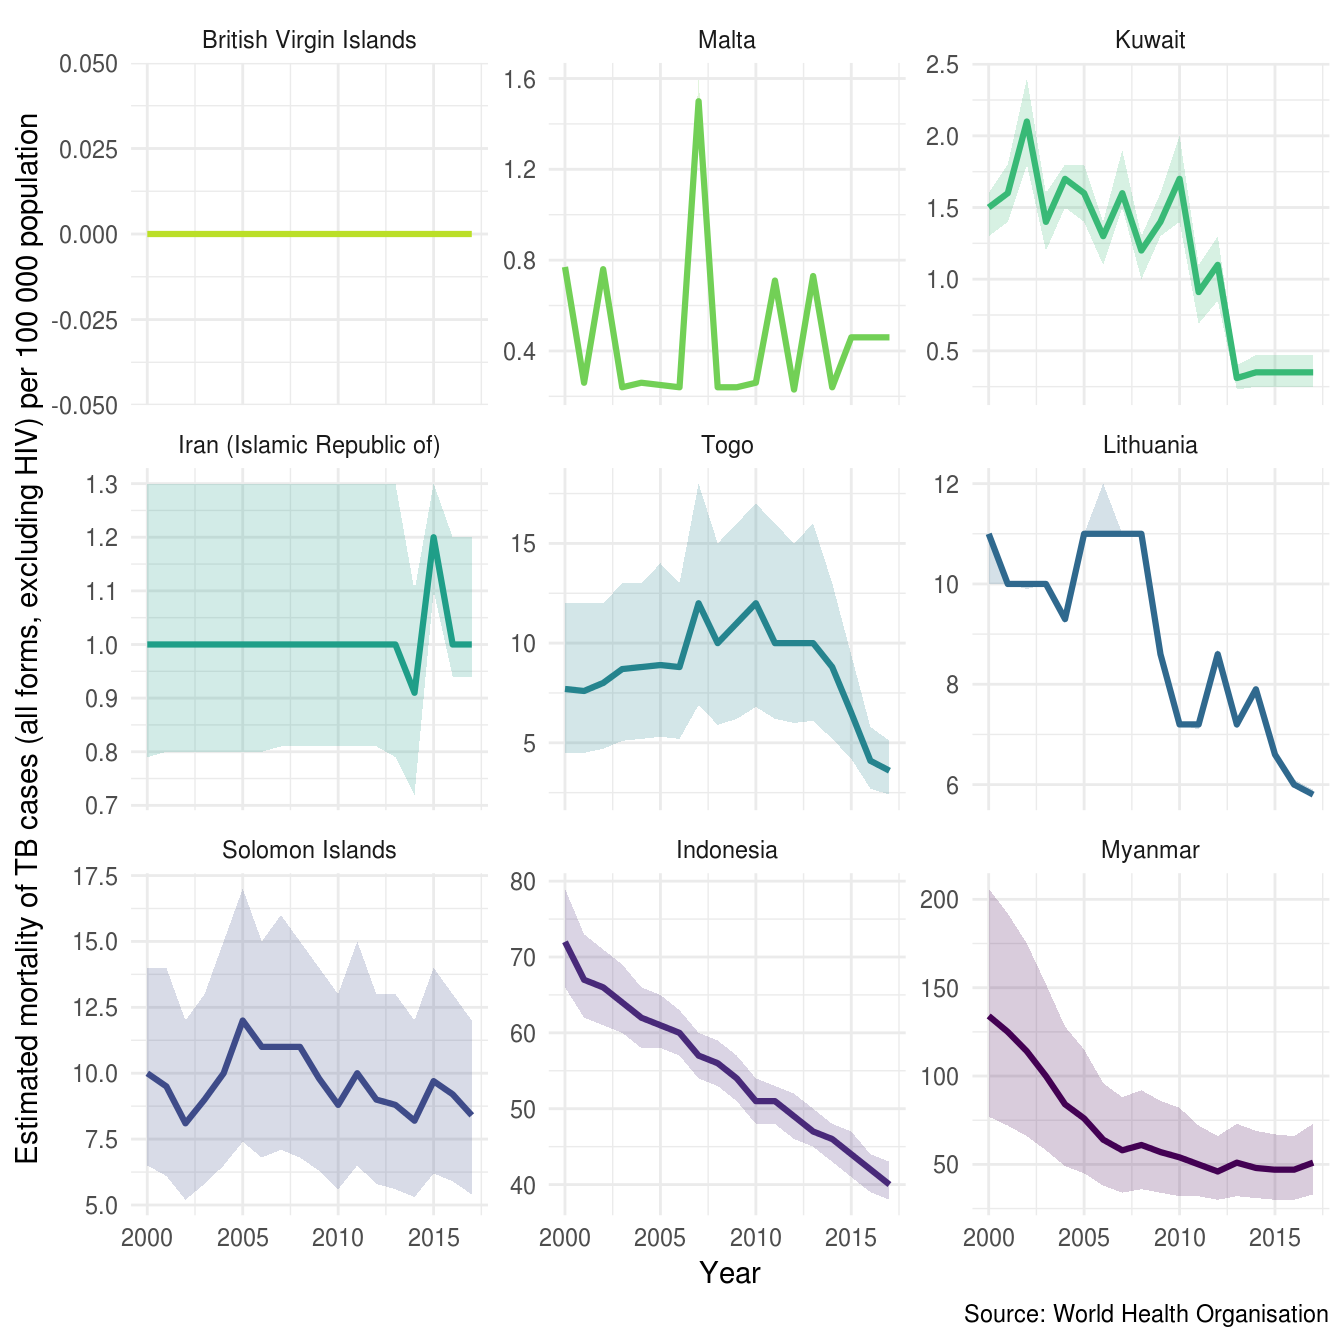 British Virgin Islands
Malta
Kuwait
0.050
0.025
0.000
-0.025
-0.050
1.6
1.2
0.8
0.4
2.5
2.0
1.5
1.0
0.5
Iran (Islamic Republic of)
Togo
Lithuania
1.3
1.2
1.1
1.0
0.9
0.8
0.7
15
10
5
12
10
8
6
Solomon Islands
Indonesia
Myanmar
17.5
15.0
12.5
10.0
7.5
5.0
80
70
60
50
40
200
150
100
50
2000 2005 2010 2015
2000 2005 2010 2015
2000 2005 2010 2015
Estimated mortality of TB cases (all forms, excluding HIV) per 100 000 population
Year
Source: World Health Organisation